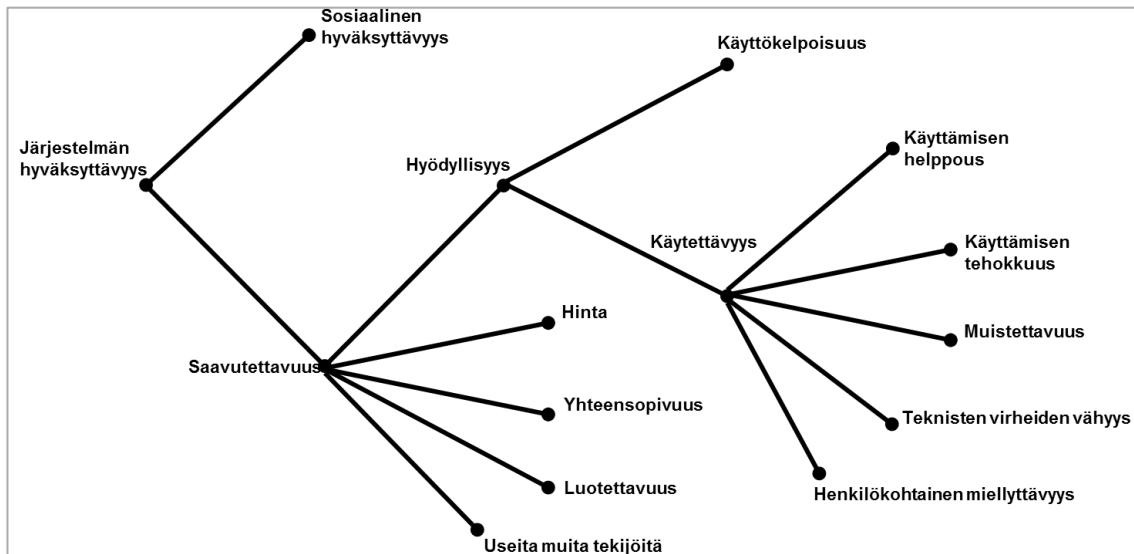 Sosiaalinen
hyväksyttävyys
Käyttökelpoisuus
Järjestelmän
hyväksyttävyys
Hyödyllisyys
Käyttämisen
helppous
Käytettävyys
Käyttämisen
tehokkuus
Hinta
Muistettavuus
Saavutettavuus
Yhteensopivuus
Teknisten virheiden vähyys
Luotettavuus
Henkilökohtainen miellyttävyys
Useita muita tekijöitä